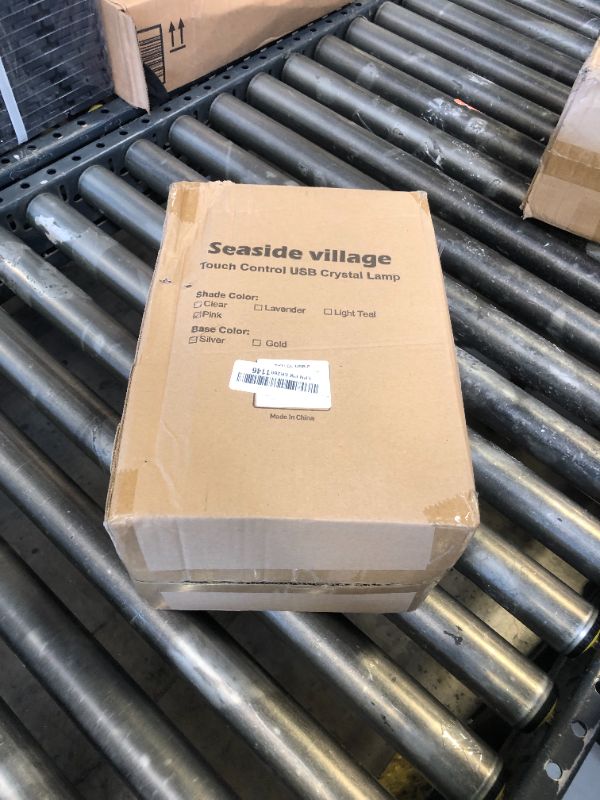 Seaside village
Touch Control USB Crystal Lamp
Shade Color:
Clear Lavender Light Teal
Pink
Base Color:
Silver Gold
Made in China